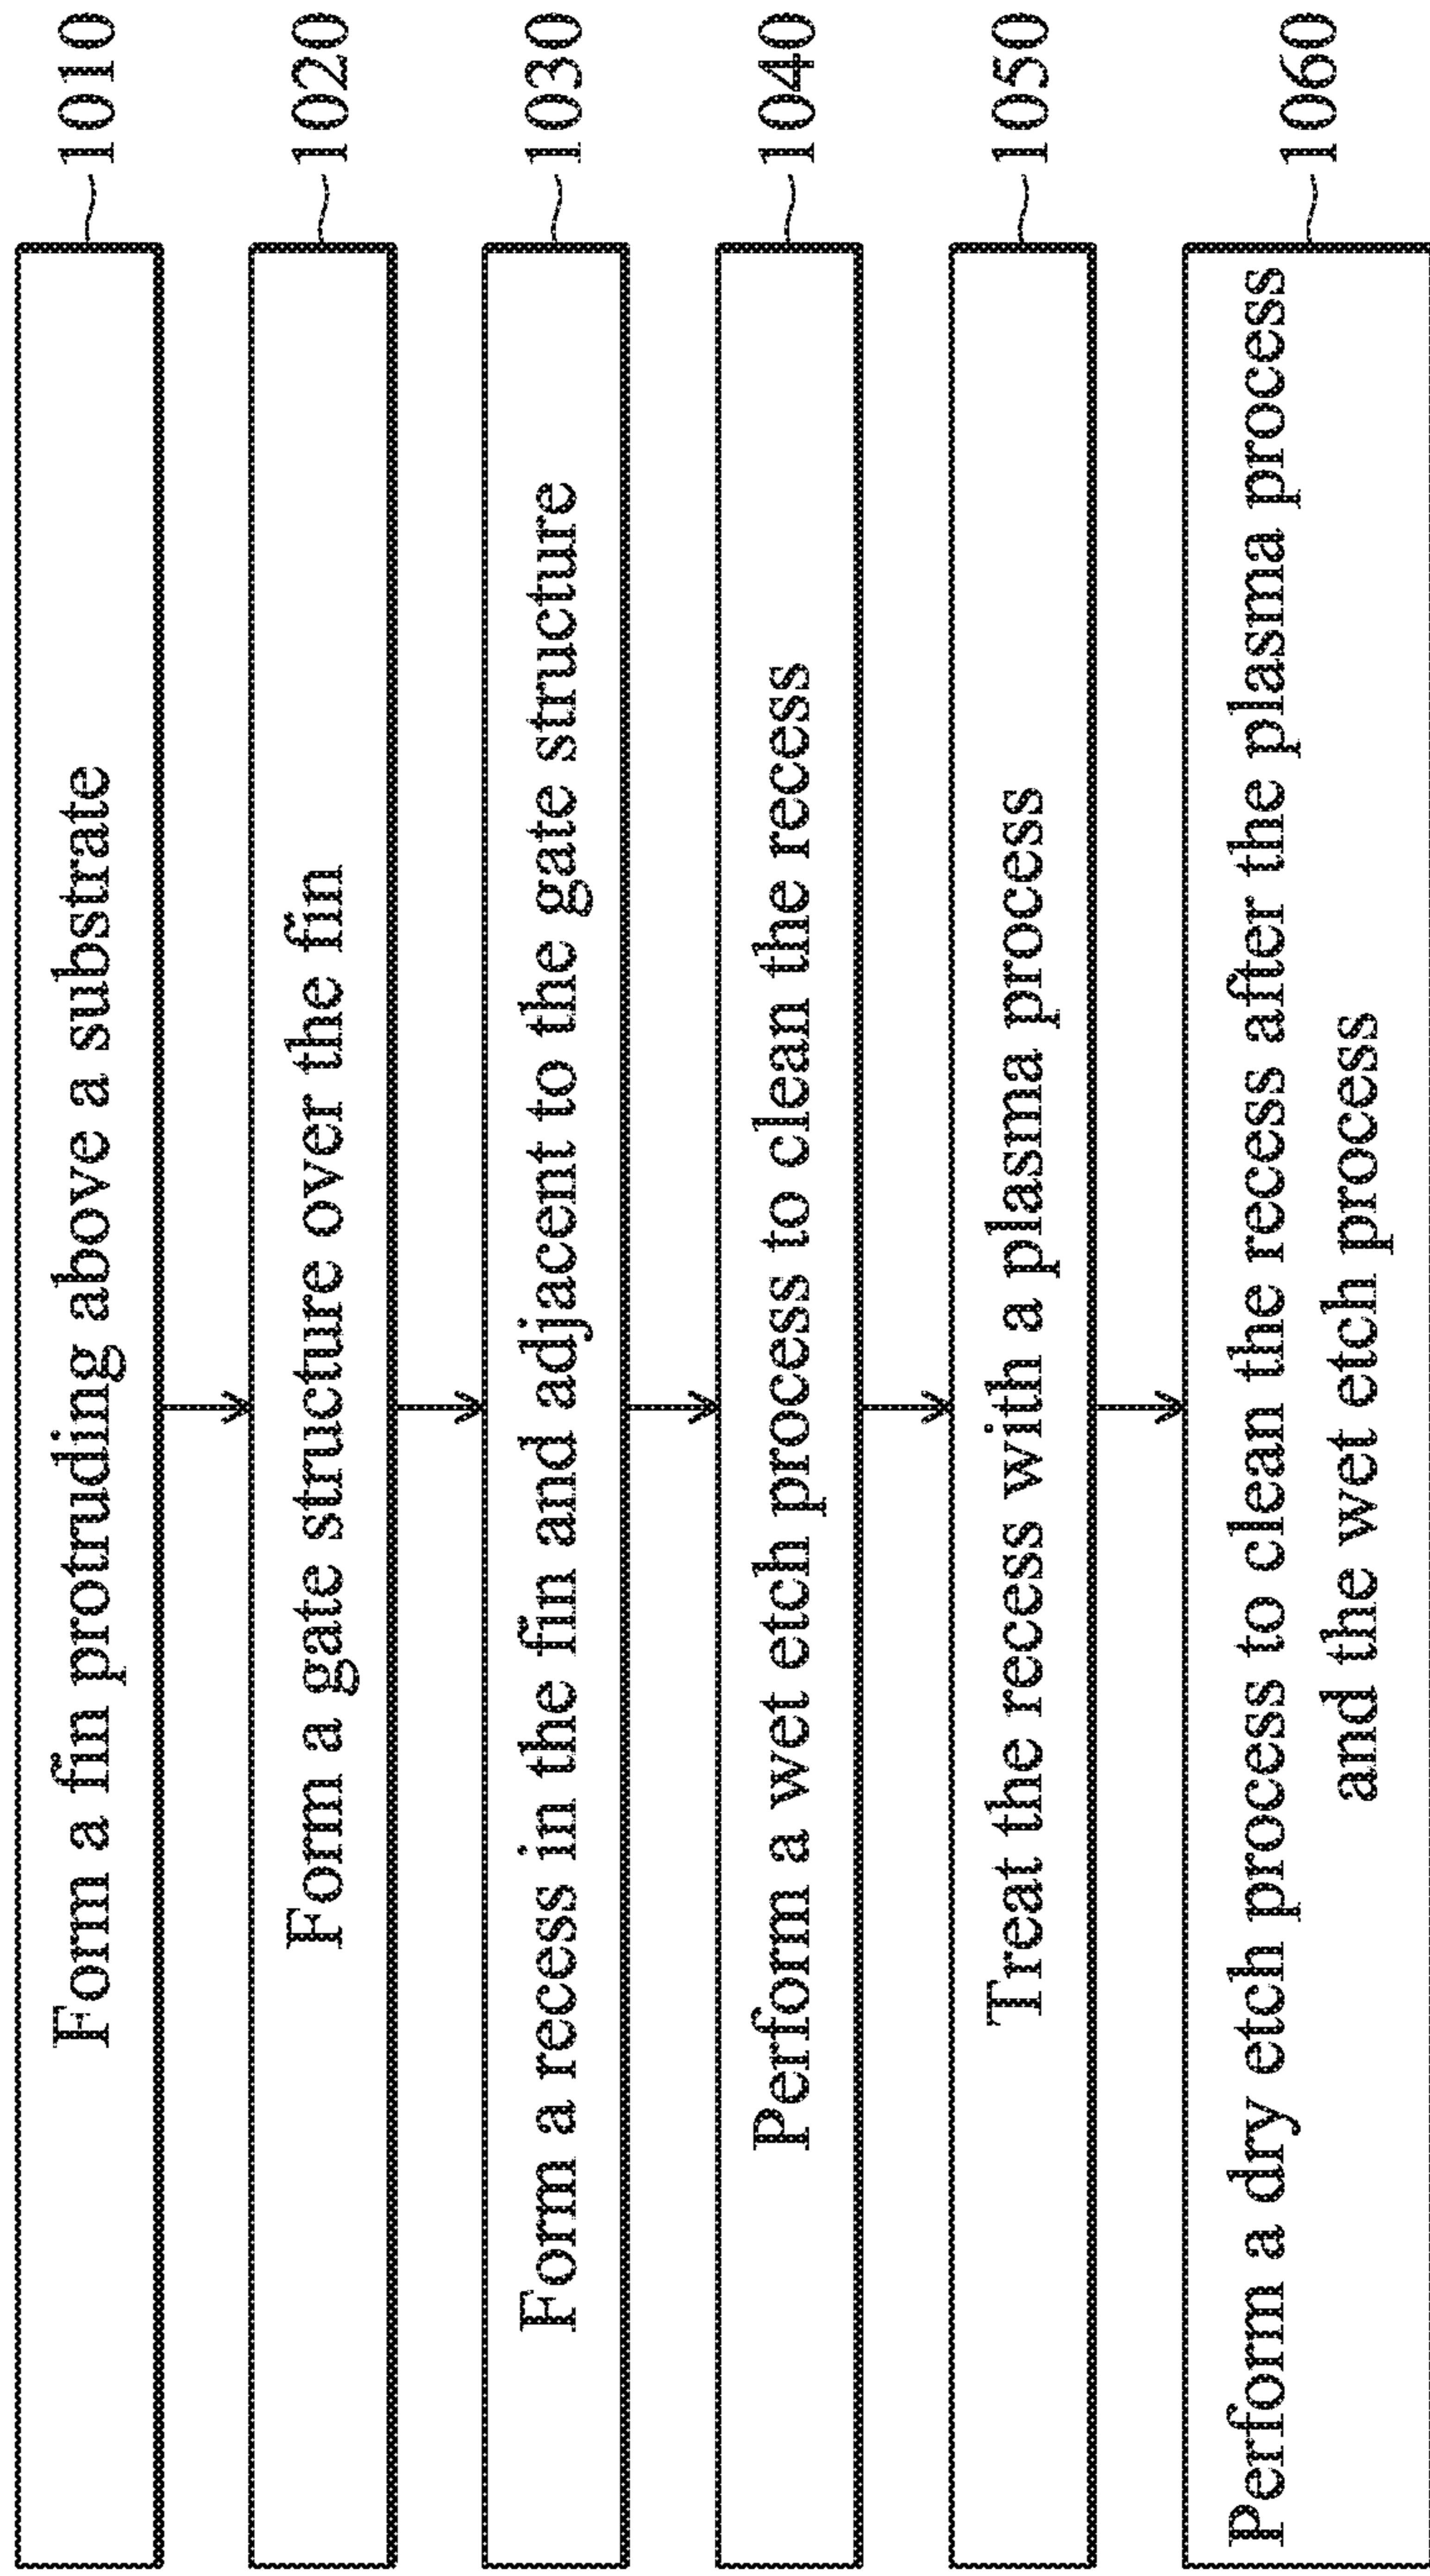 Form a fin protruding above a substrate
1010
Form a gate structure over the fin
1020
Form a recess in the fin and adjacent to the gate structure
1030
Perform a wet etch process to clean the recess
1040
Treat the recess with a plasma process
1050
Perform a dry etch process to clean the recess after the plasma process
and the wet etch process
1060